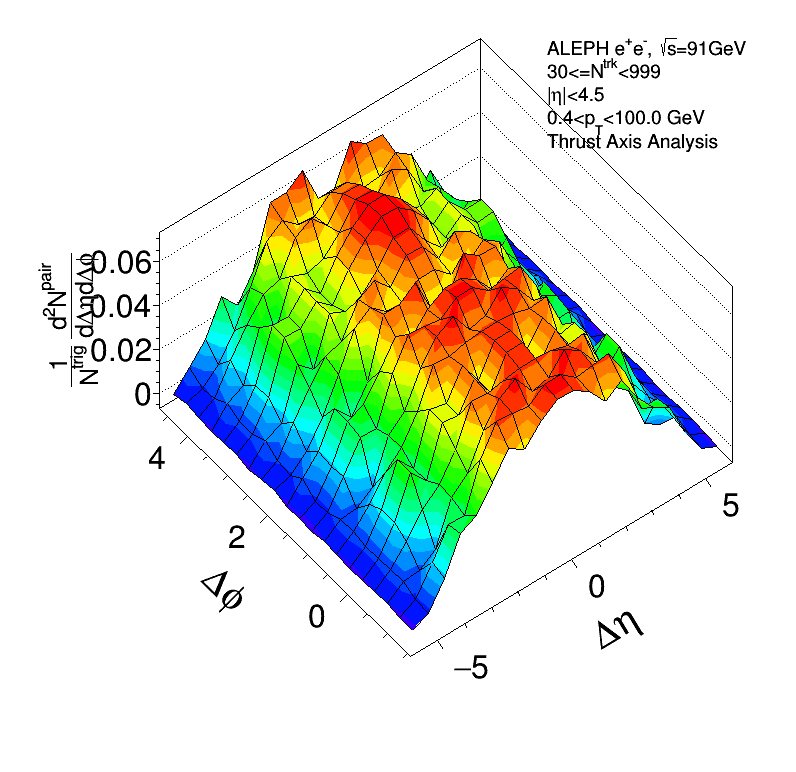 ALEPH e⁺e⁻, √s=91GeV
30<=Nᵗʳᵏ<999
|η|<4.5
0.4<p_T<100.0 GeV
Thrust Axis Analysis
1/N^trig d²N^pair/dΔηdΔφ
0.06
0.04
0.02
0
4
2
0
Δϕ
−5
0
5
Δη